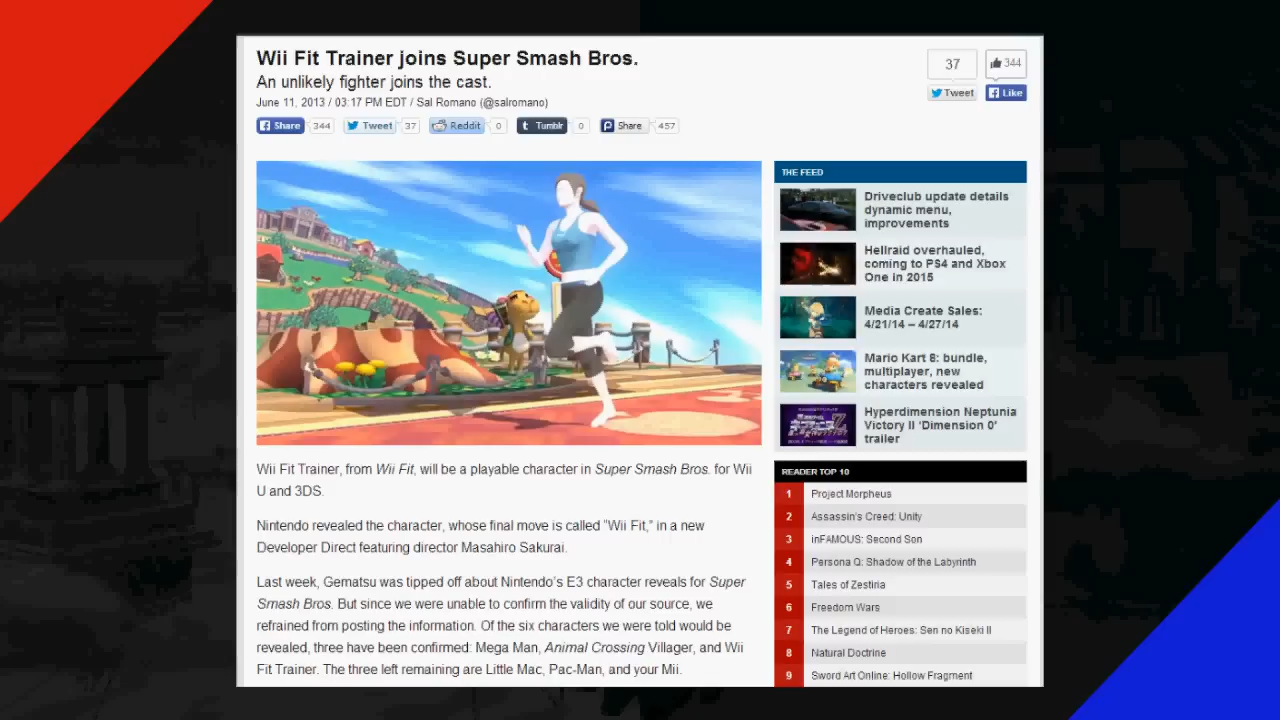 Wii Fit Trainer joins Super Smash Bros.
An unlikely fighter joins the cast.
June 11, 2013 / 03:17 PM EDT / Sal Romano (@salromano)
Share 344 Tweet 37 Reddit 0 Tumblr 0 Share 457
37 344
Tweet Like
Wii Fit Trainer, from Wii Fit, will be a playable character in Super Smash Bros. for Wii
U and 3DS.
Nintendo revealed the character, whose final move is called "Wii Fit," in a new
Developer Direct featuring director Masahiro Sakurai.
Last week, Gematsu was tipped off about Nintendo's E3 character reveals for Super
Smash Bros. But since we were unable to confirm the validity of our source, we
refrained from posting the information. Of the six characters we were told would be
revealed, three have been confirmed: Mega Man, Animal Crossing Villager, and Wii
Fit Trainer. The three left remaining are Little Mac, Pac-Man, and your Mii.
THE FEED
Driveclub update details
dynamic menu,
improvements
Hellraid overhauled,
coming to PS4 and Xbox
One in 2015
Media Create Sales:
4/21/14 – 4/27/14
Mario Kart 8: bundle,
multiplayer, new
characters revealed
Hyperdimension Neptunia
Victory II 'Dimension 0'
trailer
READER TOP 10
1 Project Morpheus
2 Assassin's Creed: Unity
3 inFAMOUS: Second Son
4 Persona Q: Shadow of the Labyrinth
5 Tales of Zestiria
6 Freedom Wars
7 The Legend of Heroes: Sen no Kiseki II
8 Natural Doctrine
9 Sword Art Online: Hollow Fragment